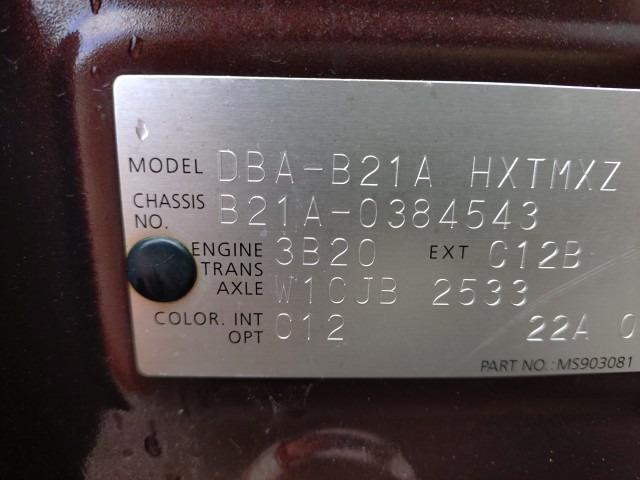 MODEL DBA-B21A HXTMXZ
CHASSIS NO. B21A-0384543
ENGINE 3B20 EXT C12B
TRANS AXLE W1CJB 2533
COLOR. INT OPT C12 22A 0
PART NO.:MS903081